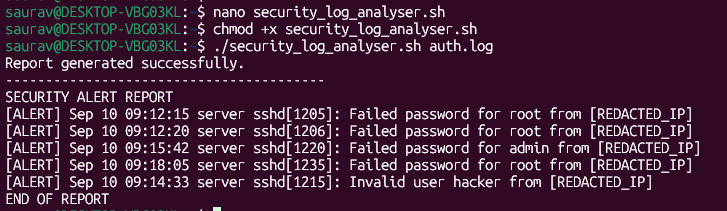 saurav@DESKTOP-VBG03KL:~$ nano security_log_analyser.sh
saurav@DESKTOP-VBG03KL:~$ chmod +x security_log_analyser.sh
saurav@DESKTOP-VBG03KL:~$ ./security_log_analyser.sh auth.log
Report generated successfully.
---------------------------------------
SECURITY ALERT REPORT
[ALERT] Sep 10 09:12:15 server sshd[1205]: Failed password for root from [REDACTED_IP]
[ALERT] Sep 10 09:12:20 server sshd[1206]: Failed password for root from [REDACTED_IP]
[ALERT] Sep 10 09:15:42 server sshd[1220]: Failed password for admin from [REDACTED_IP]
[ALERT] Sep 10 09:18:05 server sshd[1235]: Failed password for root from [REDACTED_IP]
[ALERT] Sep 10 09:14:33 server sshd[1215]: Invalid user hacker from [REDACTED_IP]
END OF REPORT